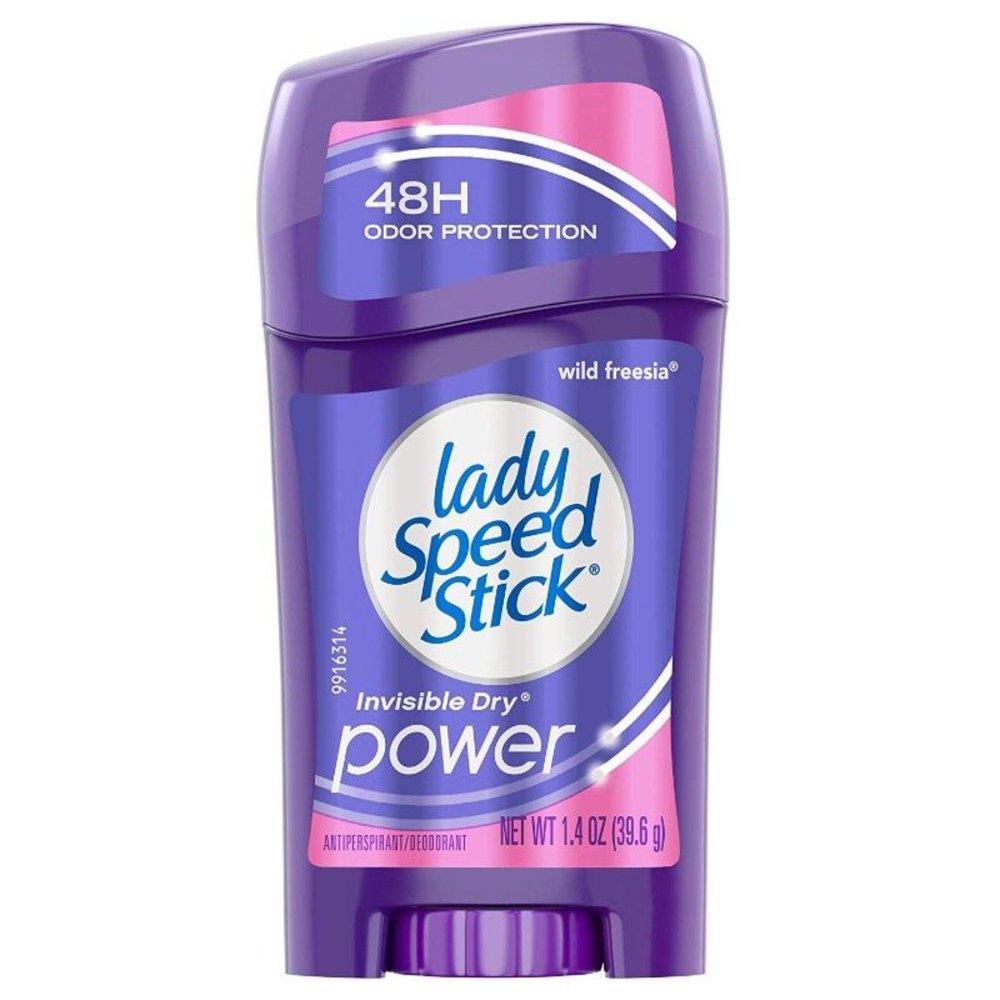 48H
ODOR PROTECTION
wild freesia®
lady
Speed
Stick®
9916314
Invisible Dry®
power
ANTIPERSPIRANT/DEODORANT
NET WT 1.4 OZ (39.6 g)